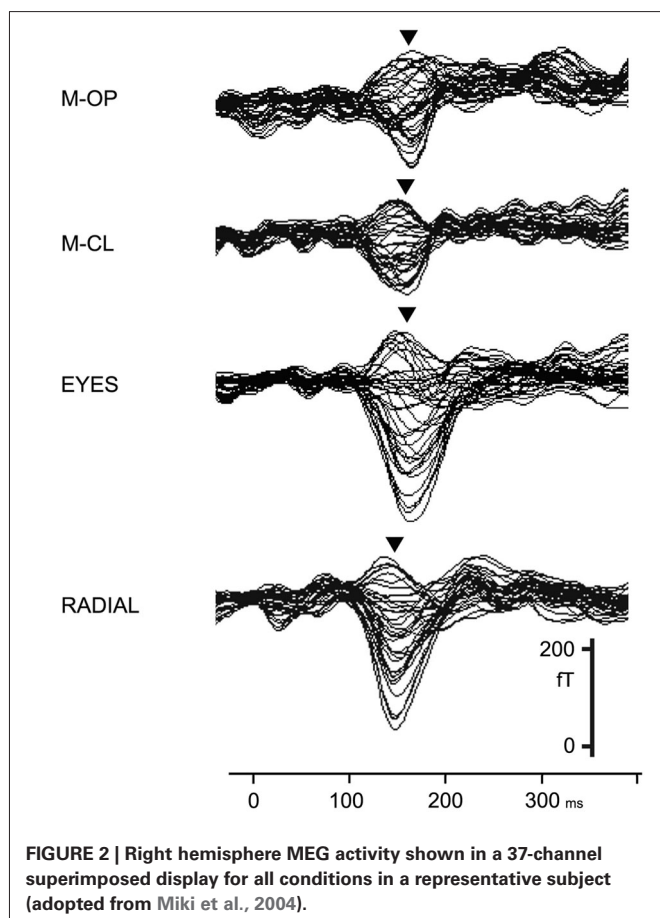 M-OP
M-CL
EYES
RADIAL
200
fT
0
0 100 200 300 ms
FIGURE 2 | Right hemisphere MEG activity shown in a 37-channel
superimposed display for all conditions in a representative subject
(adopted from Miki et al., 2004).